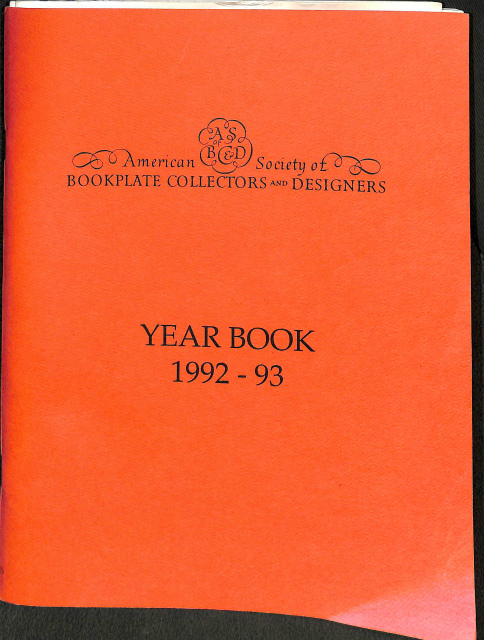 A S
of
B & D
American Society of
BOOKPLATE COLLECTORS AND DESIGNERS
YEAR BOOK
1992 - 93